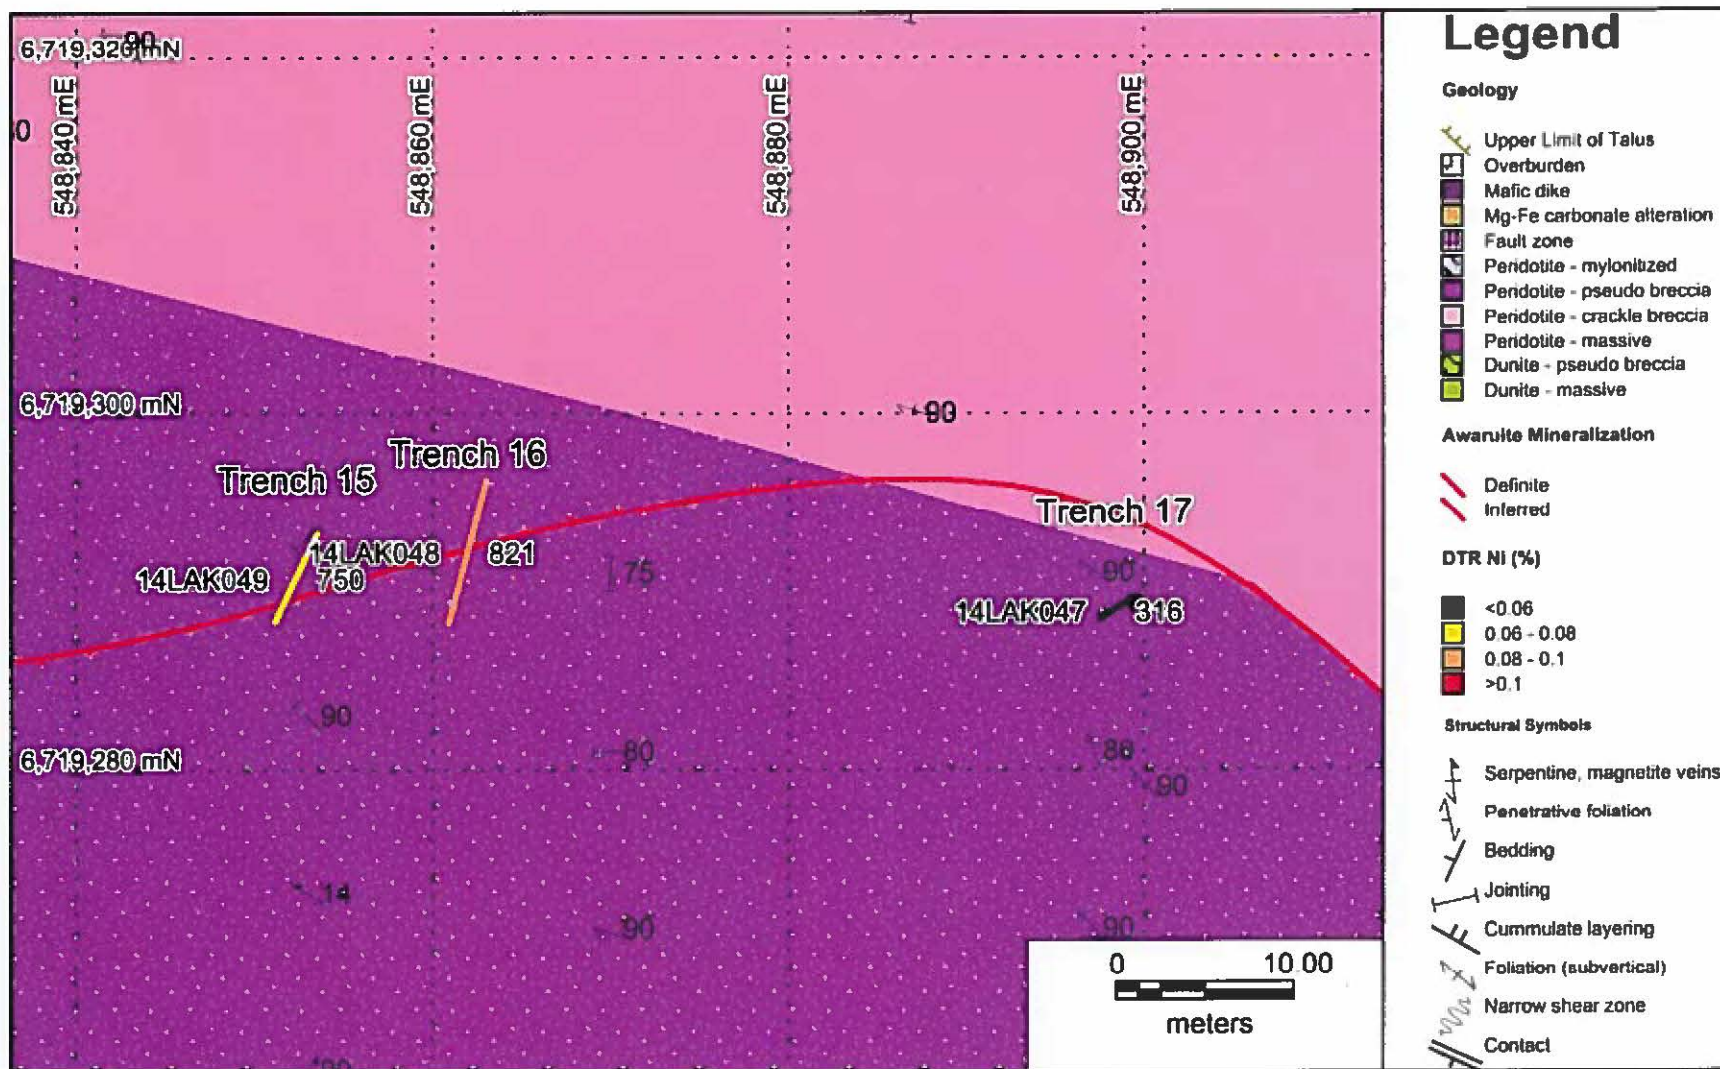 90
6,719,320 mN
0
548,840 mE
548,860 mE
548,880 mE
548,900 mE
6,719,300 mN
90
Trench 15
Trench 16
Trench 17
14LAK048
821
14LAK049
750
75
90
14LAK047
316
90
6,719,280 mN
80
90
14
90
90
0 10.00
meters
Legend
Geology
Upper Limit of Talus
Overburden
Mafic dike
Mg-Fe carbonate alteration
Fault zone
Peridotite - mylonitized
Peridotite - pseudo breccia
Peridotite - crackle breccia
Peridotite - massive
Dunite - pseudo breccia
Dunite - massive
Awaruite Mineralization
Definite
Inferred
DTR Ni (%)
<0.06
0.06 - 0.08
0.08 - 0.1
>0.1
Structural Symbols
Serpentine, magnetite veins
Penetrative foliation
Bedding
Jointing
Cummulate layering
Foliation (subvertical)
Narrow shear zone
Contact